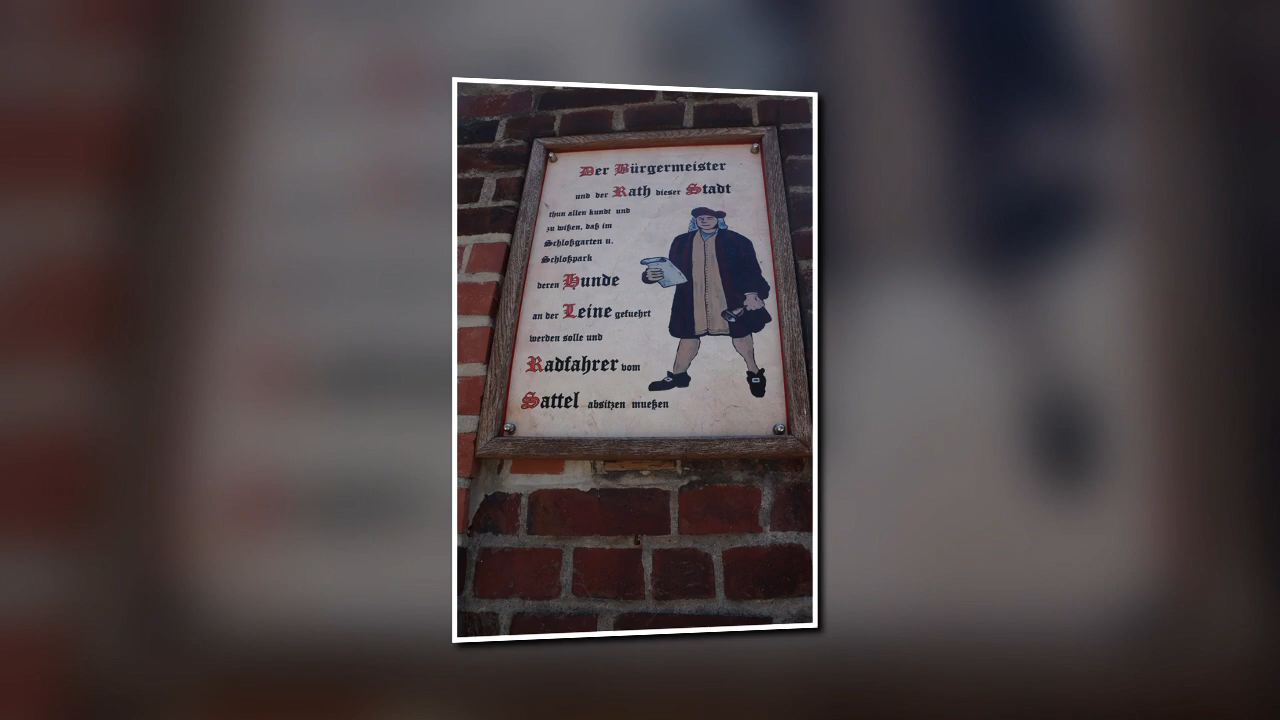 Der Bürgermeister
und der Rath dieser Stadt
thun allen kundt und
zu wißen, daß im
Schloßgarten u.
Schloßpark
deren Hunde
an der Leine gefuehrt
werden solle und
Radfahrer vom
Sattel absitzen mueßen